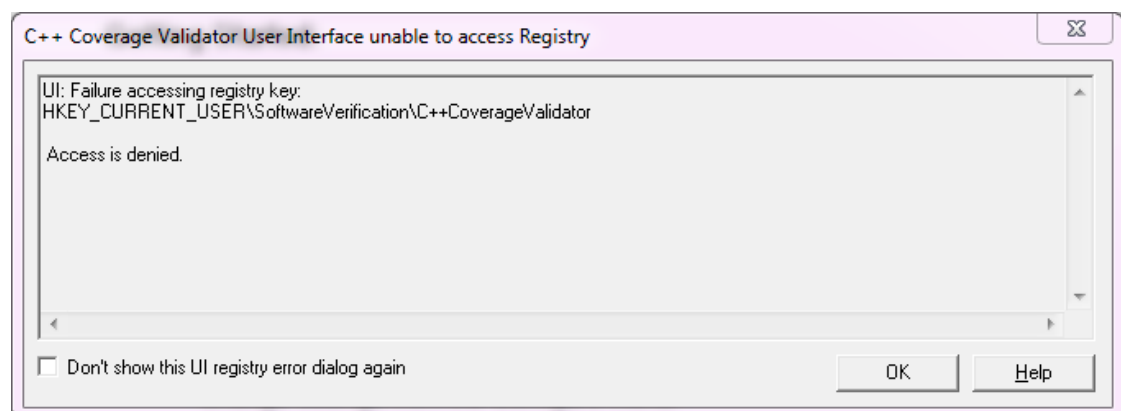 C++ Coverage Validator User Interface unable to access Registry
UI: Failure accessing registry key:
HKEY_CURRENT_USER\SoftwareVerification\C++CoverageValidator
Access is denied.
Don't show this UI registry error dialog again
OK
Help